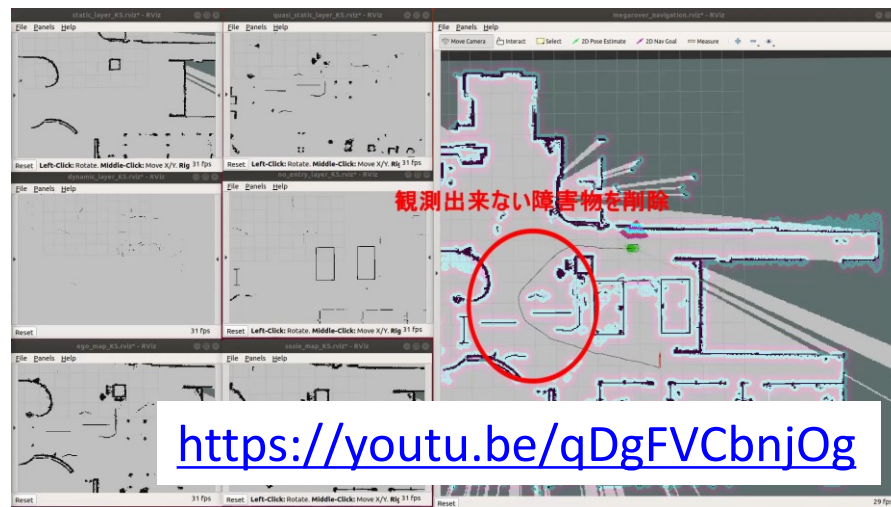 static_layer_KS.rviz* - RViz
File Panels Help
Reset Left-Click: Rotate. Middle-Click: Move X/Y. Rig 31 fps
quasi_static_layer_KS.rviz* - RViz
File Panels Help
Reset Left-Click: Rotate. Middle-Click: Move X/Y. Rig 31 fps
megarover_navigation.rviz* - RViz
File Panels Help
Move Camera Interact Select 2D Pose Estimate 2D Nav Goal Measure
dynamic_layer_KS.rviz* - RViz
File Panels Help
Reset 31 fps
no_entry_layer_KS.rviz* - RViz
File Panels Help
Reset Left-Click: Rotate. Middle-Click: Move X/Y. Rig 31 fps
観測出来ない障害物を削除
ego_map_KS.rviz* - RViz
File Panels Help
Reset 31 fps
File Panels Help
Reset Left-Click: Rotate. Middle-Click: Move X/Y. Rig 31 fps
https://youtu.be/qDgFVCbnjOg
Reset 29 fps